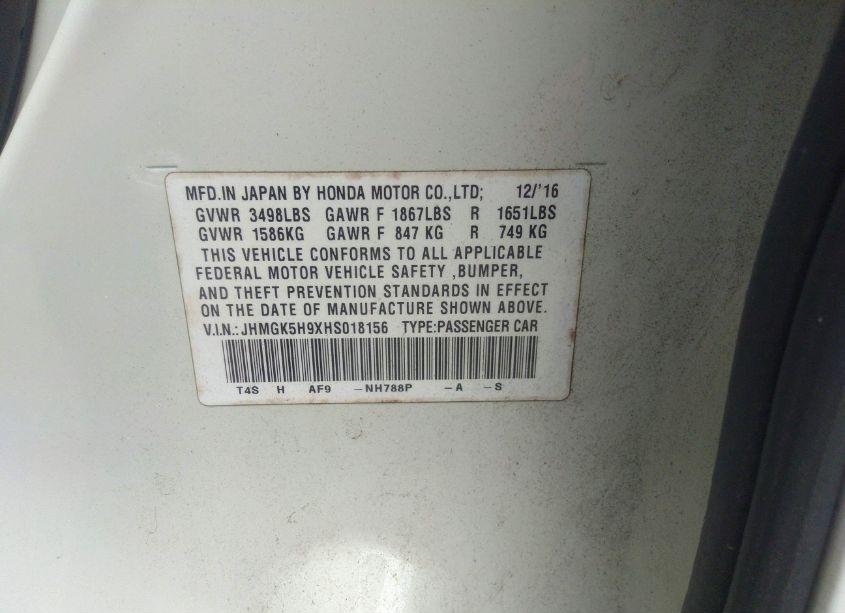 MFD.IN JAPAN BY HONDA MOTOR CO.,LTD; 12/'16
GVWR 3498LBS GAWR F 1867LBS R 1651LBS
GVWR 1586KG GAWR F 847 KG R 749 KG
THIS VEHICLE CONFORMS TO ALL APPLICABLE
FEDERAL MOTOR VEHICLE SAFETY ,BUMPER,
AND THEFT PREVENTION STANDARDS IN EFFECT
ON THE DATE OF MANUFACTURE SHOWN ABOVE.
V.I.N.:JHMGK5H9XHS018156 TYPE:PASSENGER CAR
T4S H AF9 –NH788P –A –S